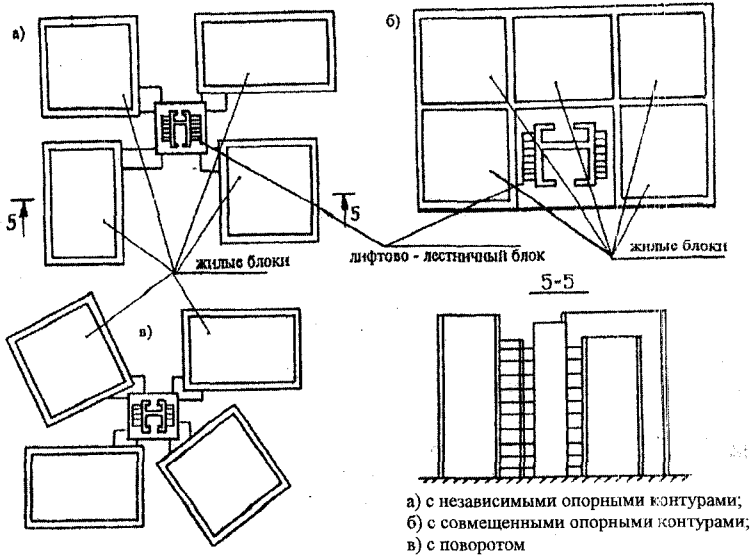 а)
б)
5
5
жилые блоки
лифтово - лестничный блок
жилые блоки
5-5
в)
а) с независимыми опорными контурами;
б) с совмещенными опорными контурами;
в) с поворотом